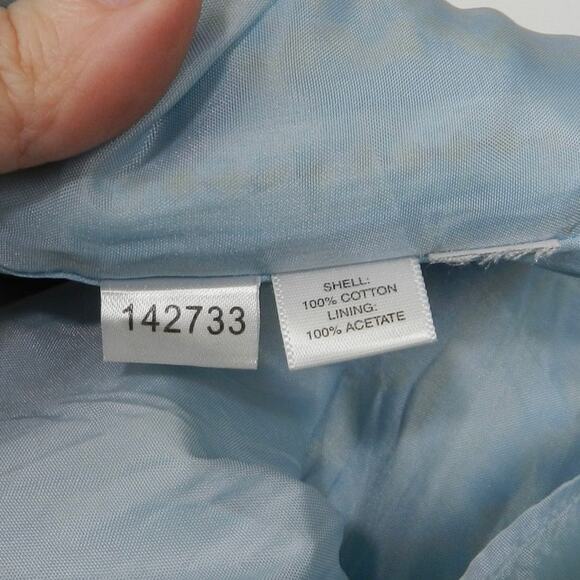 142733
SHELL:
100% COTTON
LINING:
100% ACETATE